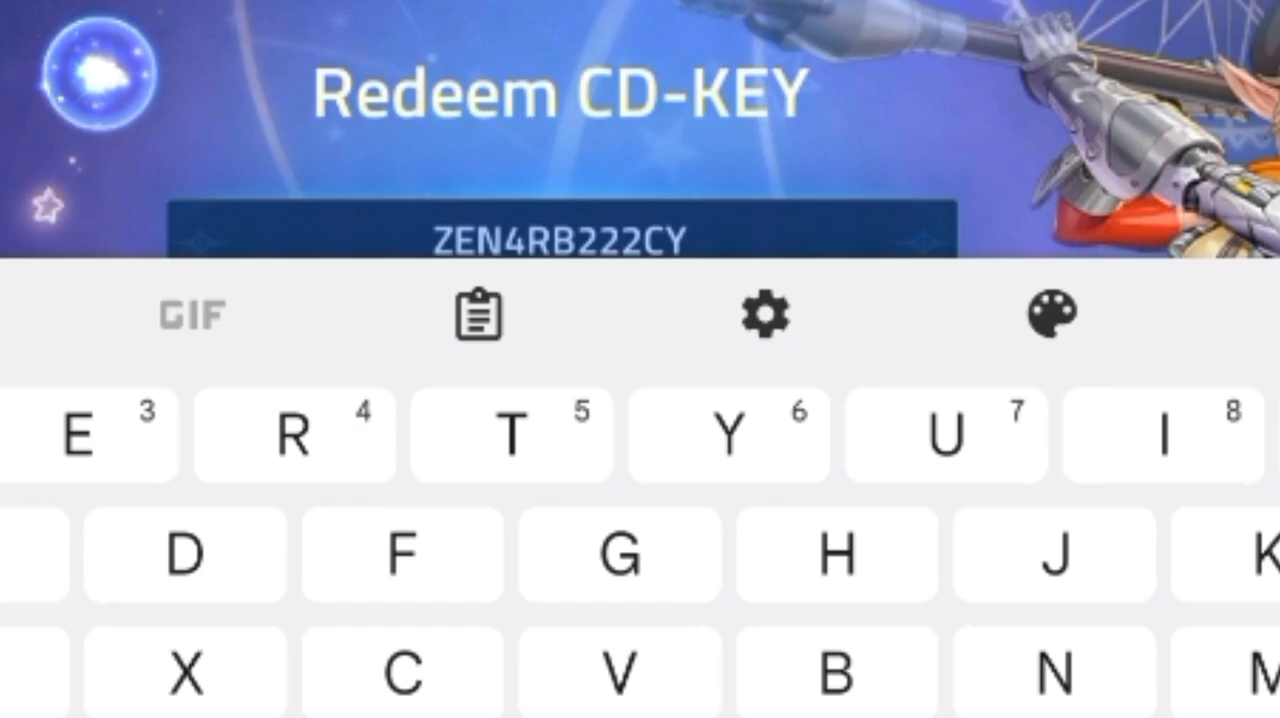 Redeem CD-KEY
ZEN4RB222CY
GIF
E 3 R 4 T 5 Y 6 U 7 I 8
D F G H J K
X C V B N M